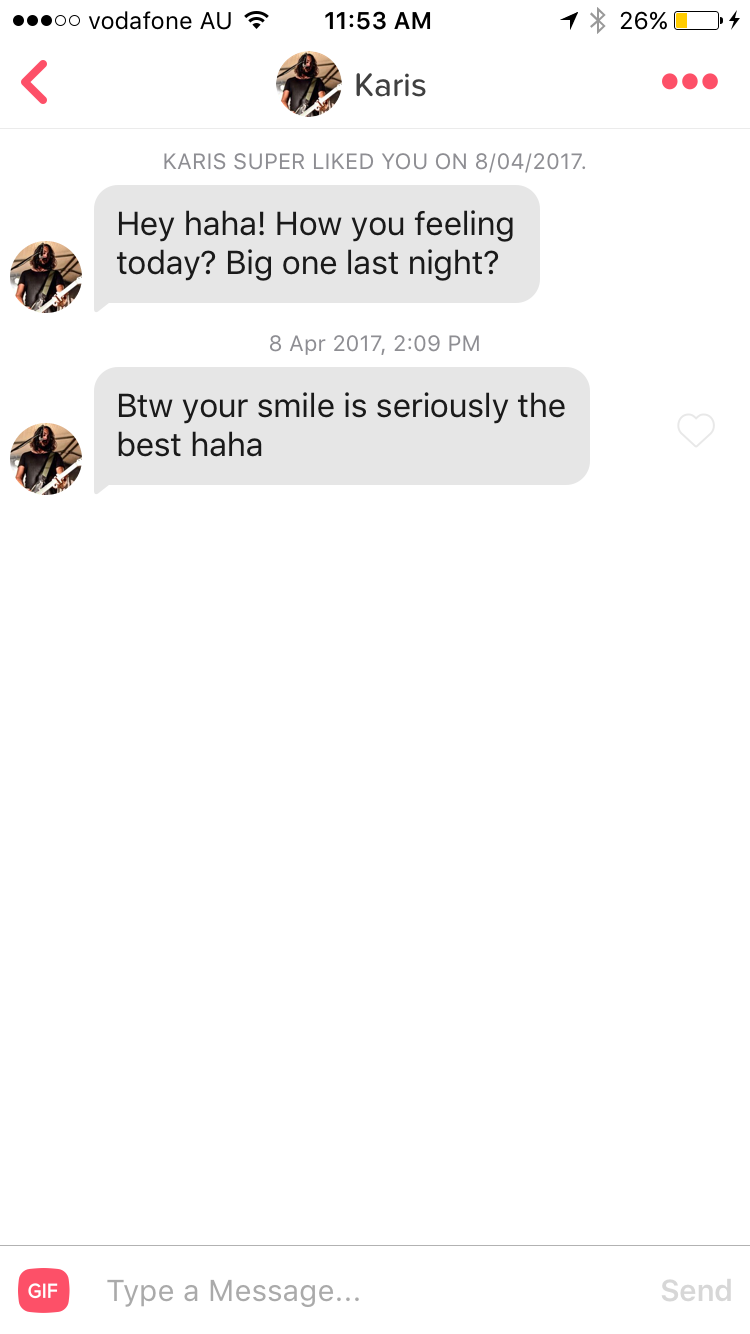 vodafone AU 11:53 AM 26%
Karis
KARIS SUPER LIKED YOU ON 8/04/2017.
Hey haha! How you feeling
today? Big one last night?
8 Apr 2017, 2:09 PM
Btw your smile is seriously the
best haha
GIF Type a Message... Send